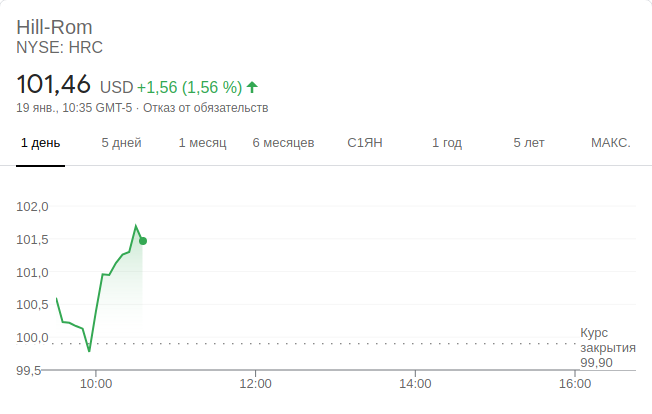 Hill-Rom
NYSE: HRC
101,46 USD +1,56 (1,56 %)
19 янв., 10:35 GMT-5 · Отказ от обязательств
1 день 5 дней 1 месяц 6 месяцев С1ЯН 1 год 5 лет МАКС.
102,0
101,5
101,0
100,5
100,0
Курс
закрытия
99,90
99,5
10:00 12:00 14:00 16:00